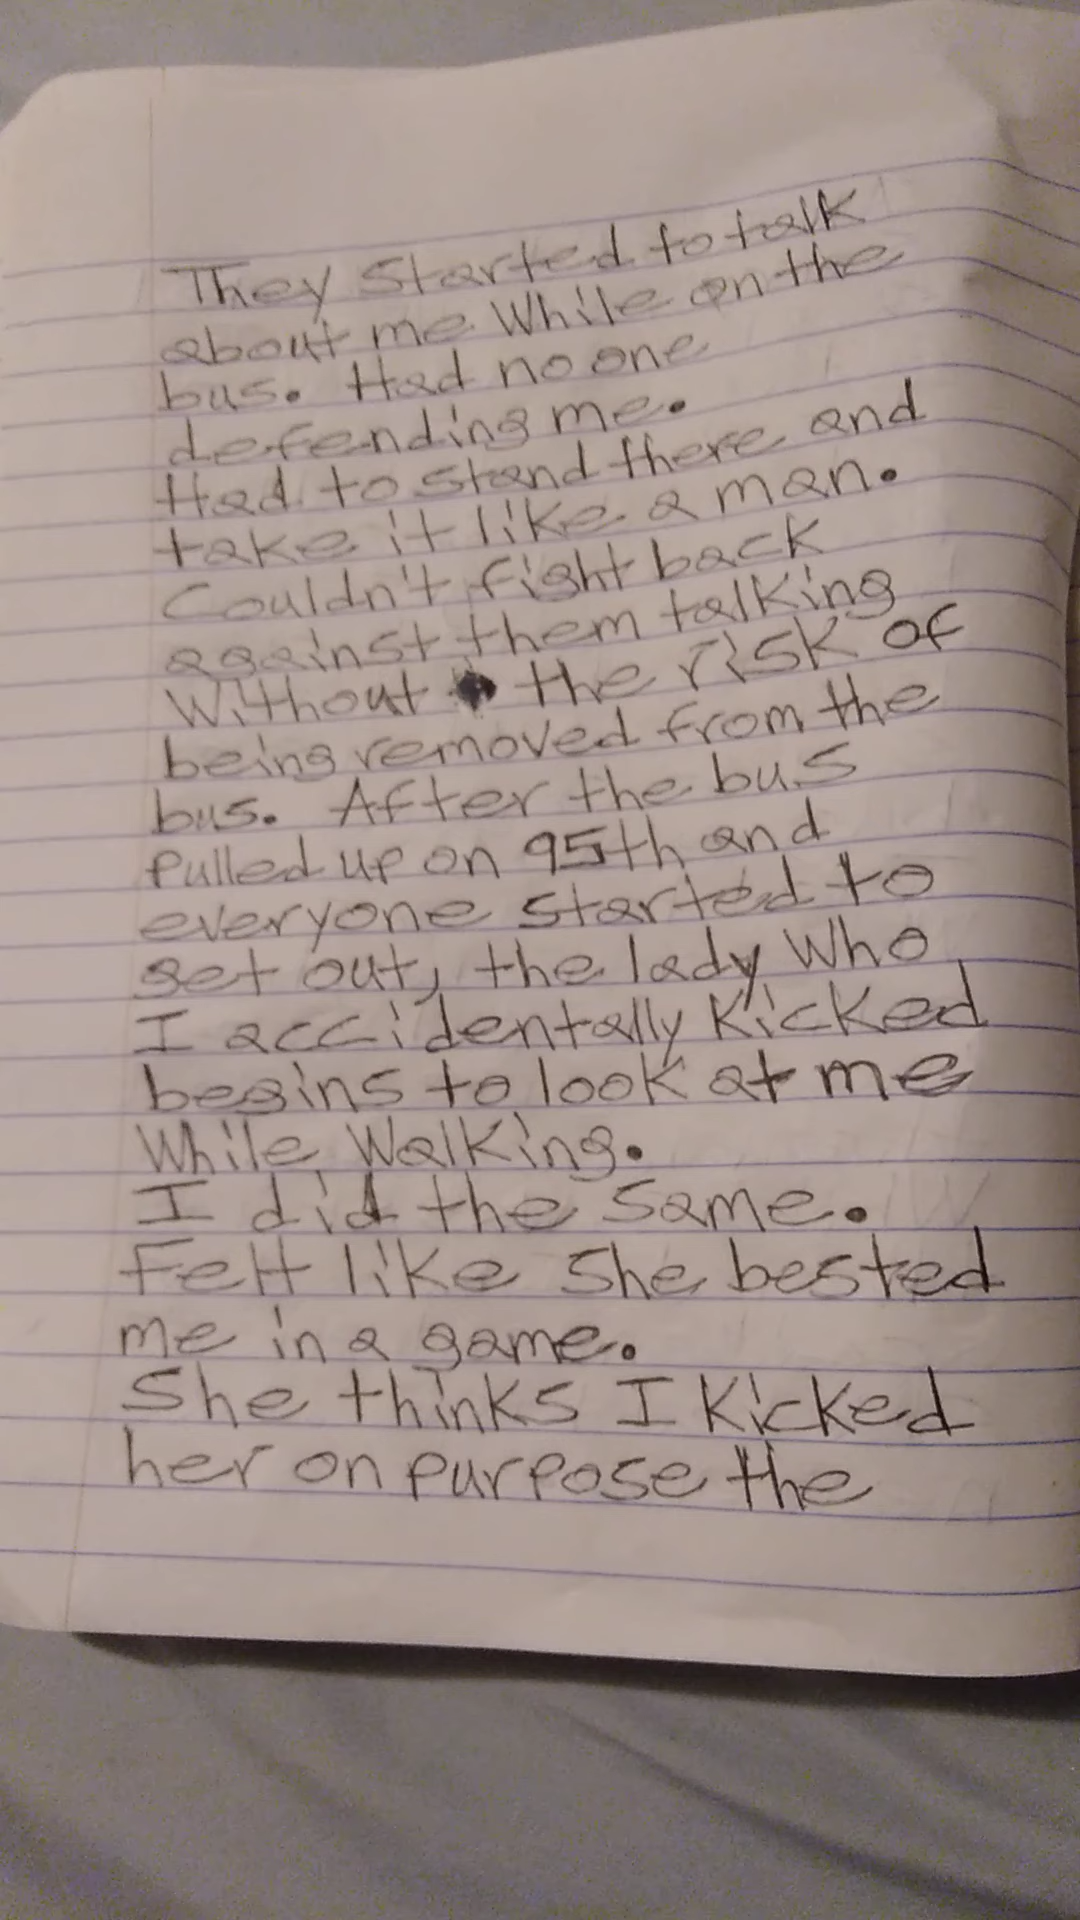 They started to talk
about me while on the
bus. Had no one
defending me.
Had to stand there and
take it like a man.
Couldn't fight back
against them talking
without the risk of
being removed from the
bus. After the bus
pulled up on 95th and
everyone started to
get out, the lady who
I accidentally kicked
begins to look at me
while walking.
I did the same.
Felt like she bested
me in a game.
She thinks I kicked
her on purpose the